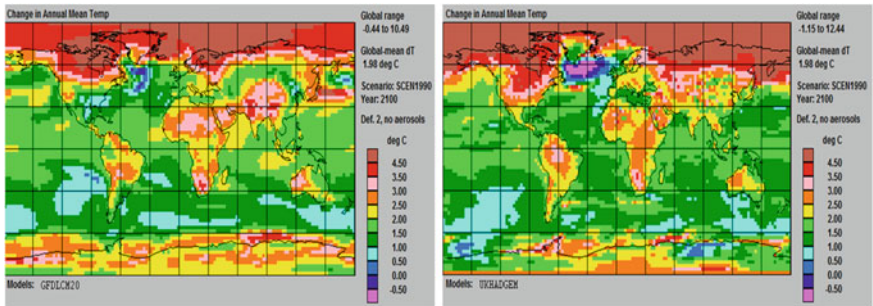 Change in Annual Mean Temp
Global range
-0.44 to 10.49
Global-mean dT
1.98 deg C
Scenario: SCEN1990
Year: 2100
Def. 2, no aerosols
deg C
4.50
3.50
3.00
2.50
2.00
1.50
1.00
0.50
0.00
-0.50
Models: GFDLCM20
Change in Annual Mean Temp
Global range
-1.15 to 12.44
Global-mean dT
1.98 deg C
Scenario: SCEN1990
Year: 2100
Def. 2, no aerosols
deg C
4.50
3.50
3.00
2.50
2.00
1.50
1.00
0.50
0.00
-0.50
Models: UKHADGEM